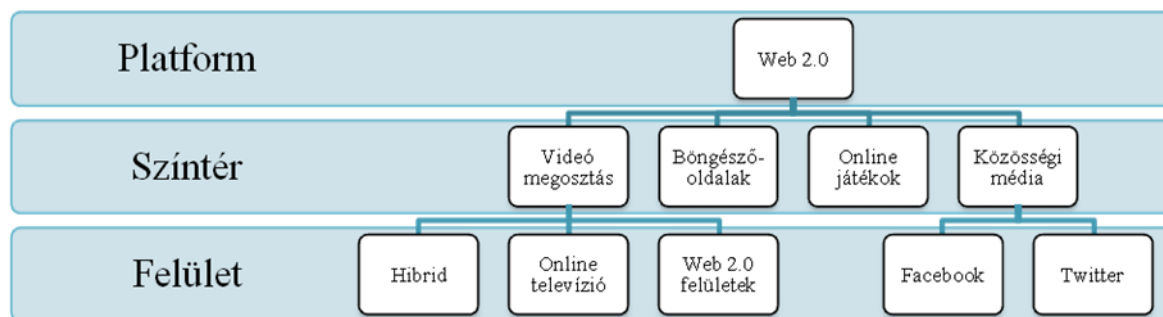 Platform
Web 2.0
Színtér
Videó
megosztás
Böngésző-
oldalak
Online
játékok
Közösségi
média
Felület
Hibrid
Online
televízió
Web 2.0
felületek
Facebook
Twitter